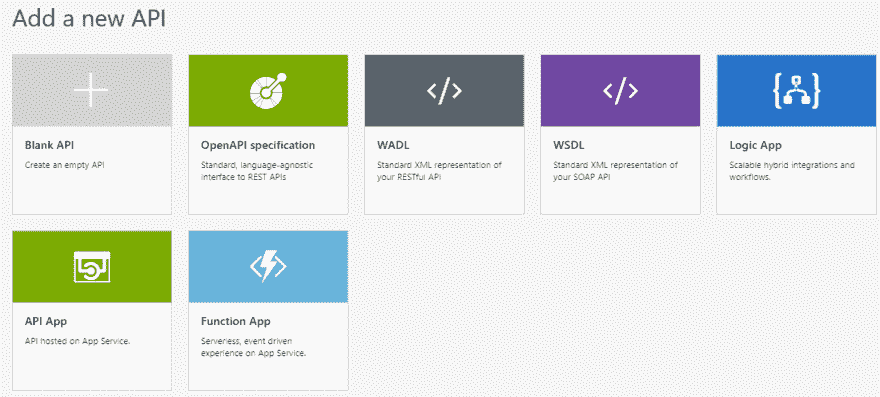 Add a new API
Blank API
Create an empty API
OpenAPI specification
Standard, language-agnostic
interface to REST APIs
WADL
Standard XML representation of
your RESTful API
WSDL
Standard XML representation of
your SOAP API
Logic App
Scalable hybrid integrations and
workflows.
API App
API hosted on App Service.
Function App
Serverless, event driven
experience on App Service.